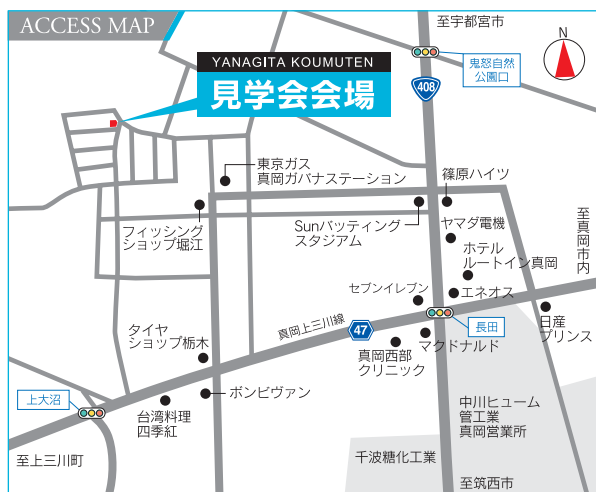 ACCESS MAP
至宇都宮市
N
鬼怒自然
公園口
408
YANAGITA KOUMUTEN
見学会会場
東京ガス
真岡ガバナステーション
篠原ハイツ
フィッシング
ショップ堀江
Sunバッティング
スタジアム
ヤマダ電機
ホテル
ルートイン真岡
至真岡市内
セブンイレブン
エネオス
真岡上三川線
47
長田
日産
プリンス
タイヤ
ショップ栃木
真岡西部
クリニック
マクドナルド
上大沼
ボンビヴァン
台湾料理
四季紅
中川ヒューム
管工業
真岡営業所
至上三川町
千波糖化工業
至筑西市